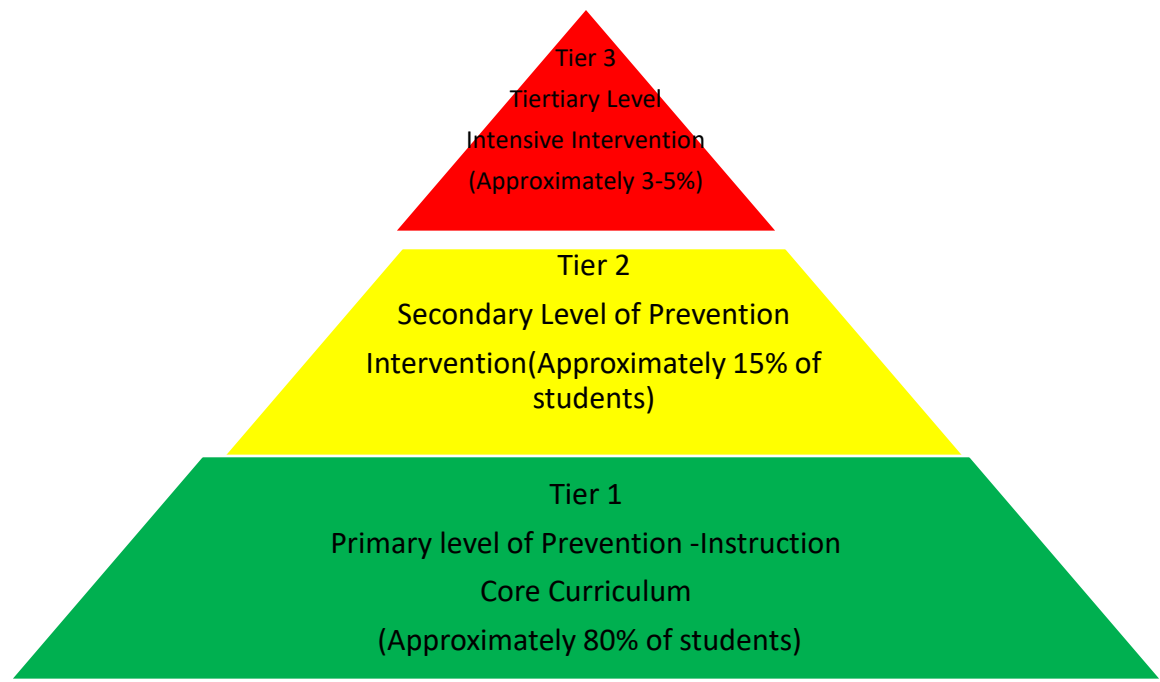 Tier 3
Tiertiary Level
Intensive Intervention
(Approximately 3-5%)
Tier 2
Secondary Level of Prevention
Intervention(Approximately 15% of
students)
Tier 1
Primary level of Prevention -Instruction
Core Curriculum
(Approximately 80% of students)